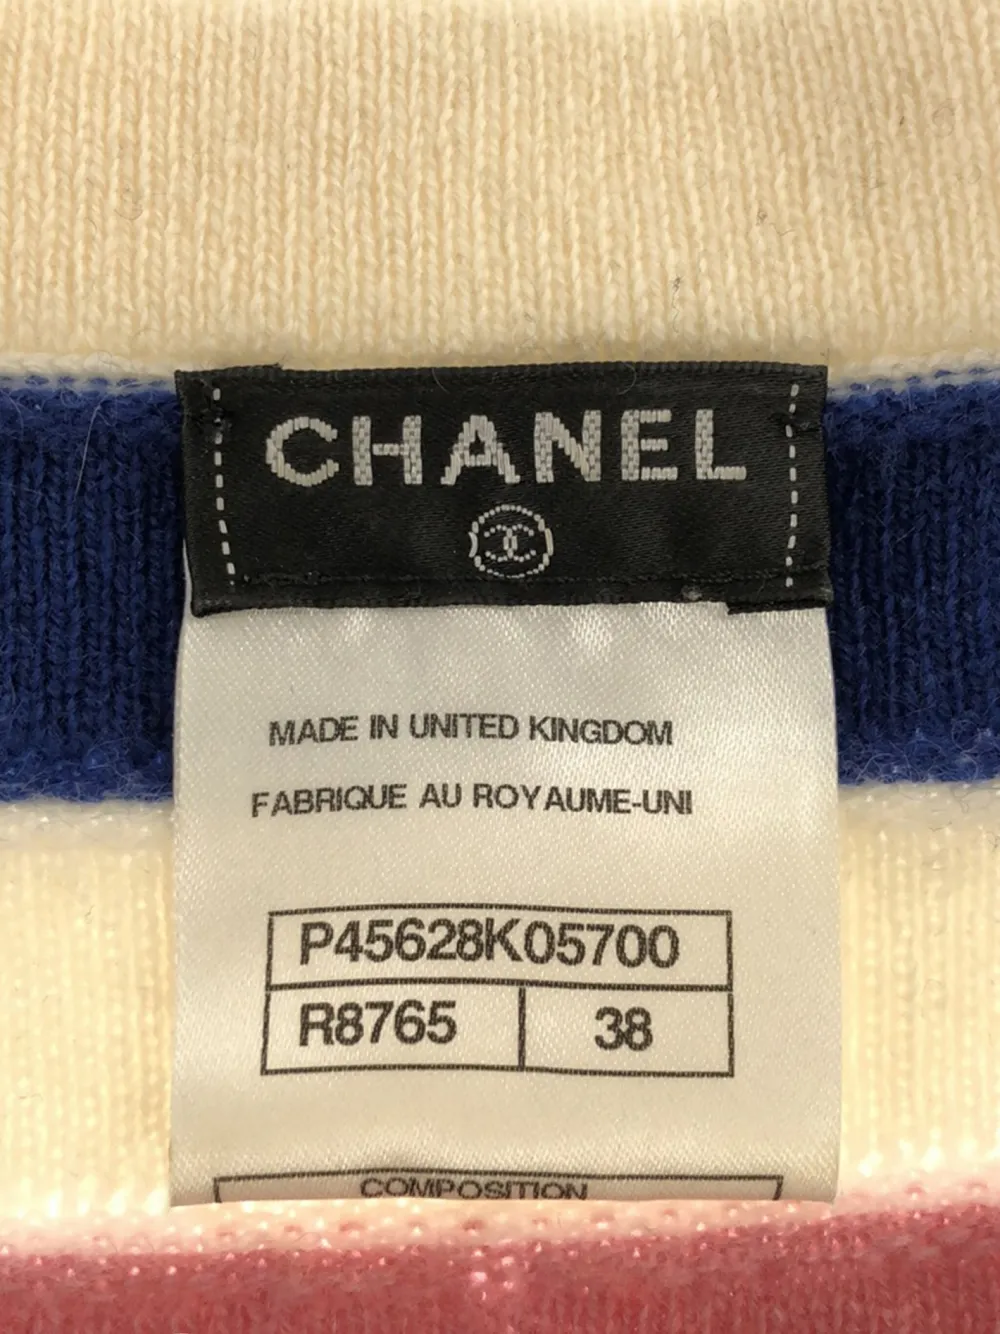 CHANEL
MADE IN UNITED KINGDOM
FABRIQUE AU ROYAUME-UNI
P45628K05700
R8765 38
COMPOSITION